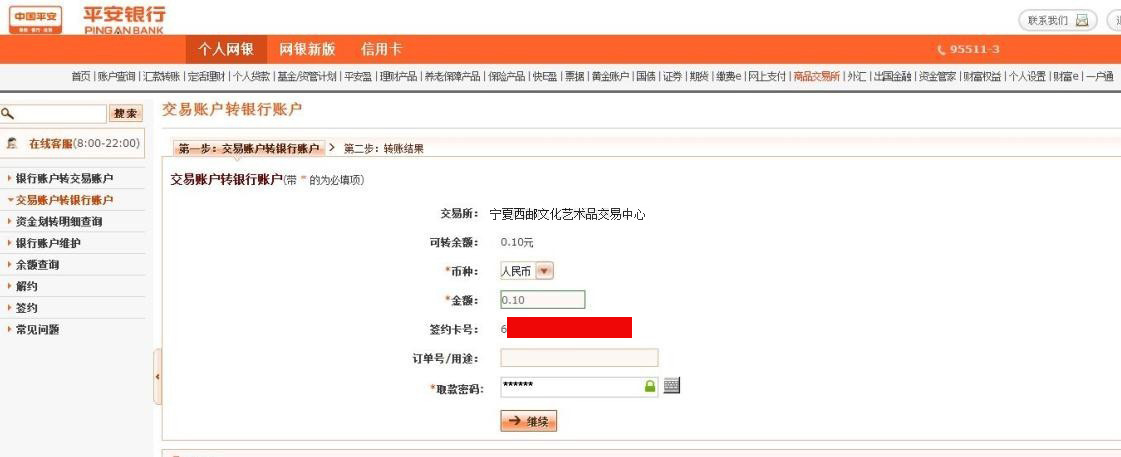 中国平安
保险·银行·投资
平安银行
PING AN BANK
联系我们
个人网银 网银新版 信用卡
95511-3
首页 | 账户查询 | 汇款转账 | 定活理财 | 个人贷款 | 基金/资管计划 | 平安盈 | 理财产品 | 养老保障产品 | 保险产品 | 快E盈 | 票据 | 黄金账户 | 国债 | 证券 | 期货 | 缴费e | 网上支付 | 商品交易所 | 外汇 | 出国金融 | 资金管家 | 财富权益 | 个人设置 | 财富e | 一户通
搜索
在线客服(8:00-22:00)
银行账户转交易账户
交易账户转银行账户
资金划转明细查询
银行账户维护
余额查询
解约
签约
常见问题
交易账户转银行账户
第一步：交易账户转银行账户 > 第二步：转账结果
交易账户转银行账户(带 * 的为必填项)
交易所： 宁夏西邮文化艺术品交易中心
可转余额： 0.10元
*币种： 人民币
*金额： 0.10
签约卡号： 6
订单号/用途：
*取款密码： ******
继续